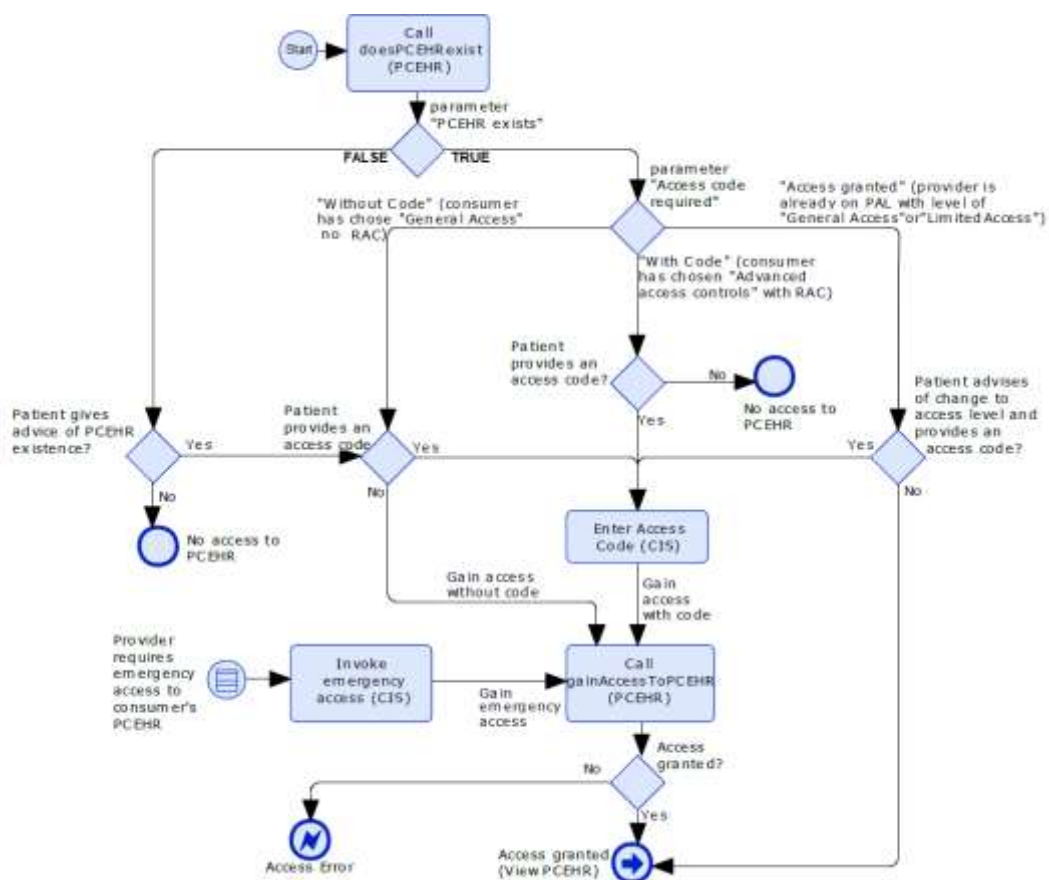 Call
doesPCEHRexist
(PCEHR)
Start
parameter
"PCEHR exists"
FALSE
TRUE
parameter
"Access code
required"
"Without Code" (consumer
has chose "General Access"
no RAC)
"Access granted" (provider is
already on PAL with level of
"General Access"or"Limited Access")
"With Code" (consumer
has chosen "Advanced
access controls" with RAC)
Patient
provides an
access code?
No
No access to
PCEHR
Yes
Patient gives
advice of PCEHR
existence?
Yes
No
No access to
PCEHR
Patient
provides an
access code
Yes
No
Patient advises
of change to
access level and
provides an
access code?
Yes
No
Enter Access
Code (CIS)
Gain access
without code
Gain
access
with code
Provider
requires
emergency
access to
consumer's
PCEHR
Invoke
emergency
access (CIS)
Gain
emergency
access
Call
gainAccessToPCEHR
(PCEHR)
Access
granted?
No
Yes
Access Error
Access granted
(View PCEHR)